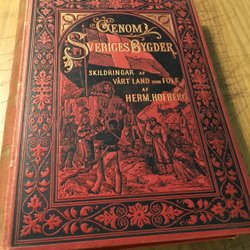 GENOM
SVERIGES BYGDER
SKILDRINGAR AF
VÅRT LAND OCH FOLK
AF
HERM. HOFBERG.